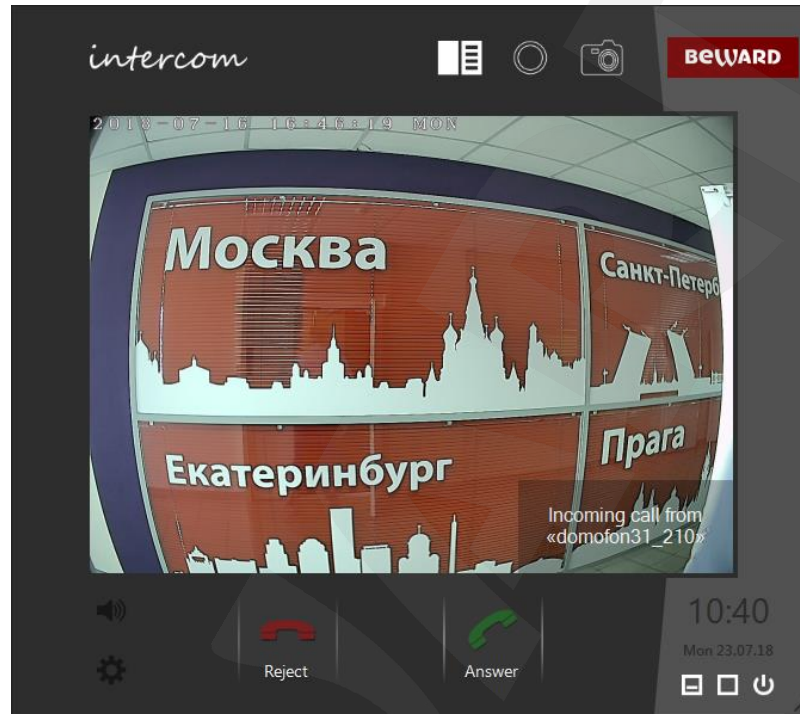 intercom
BEWARD
2018-07-16 16:46:19 MON
Москва
Санкт-Петерб
Екатеринбург
Прага
Incoming call from
«domofon31_210»
Reject
Answer
10:40
Mon 23.07.18